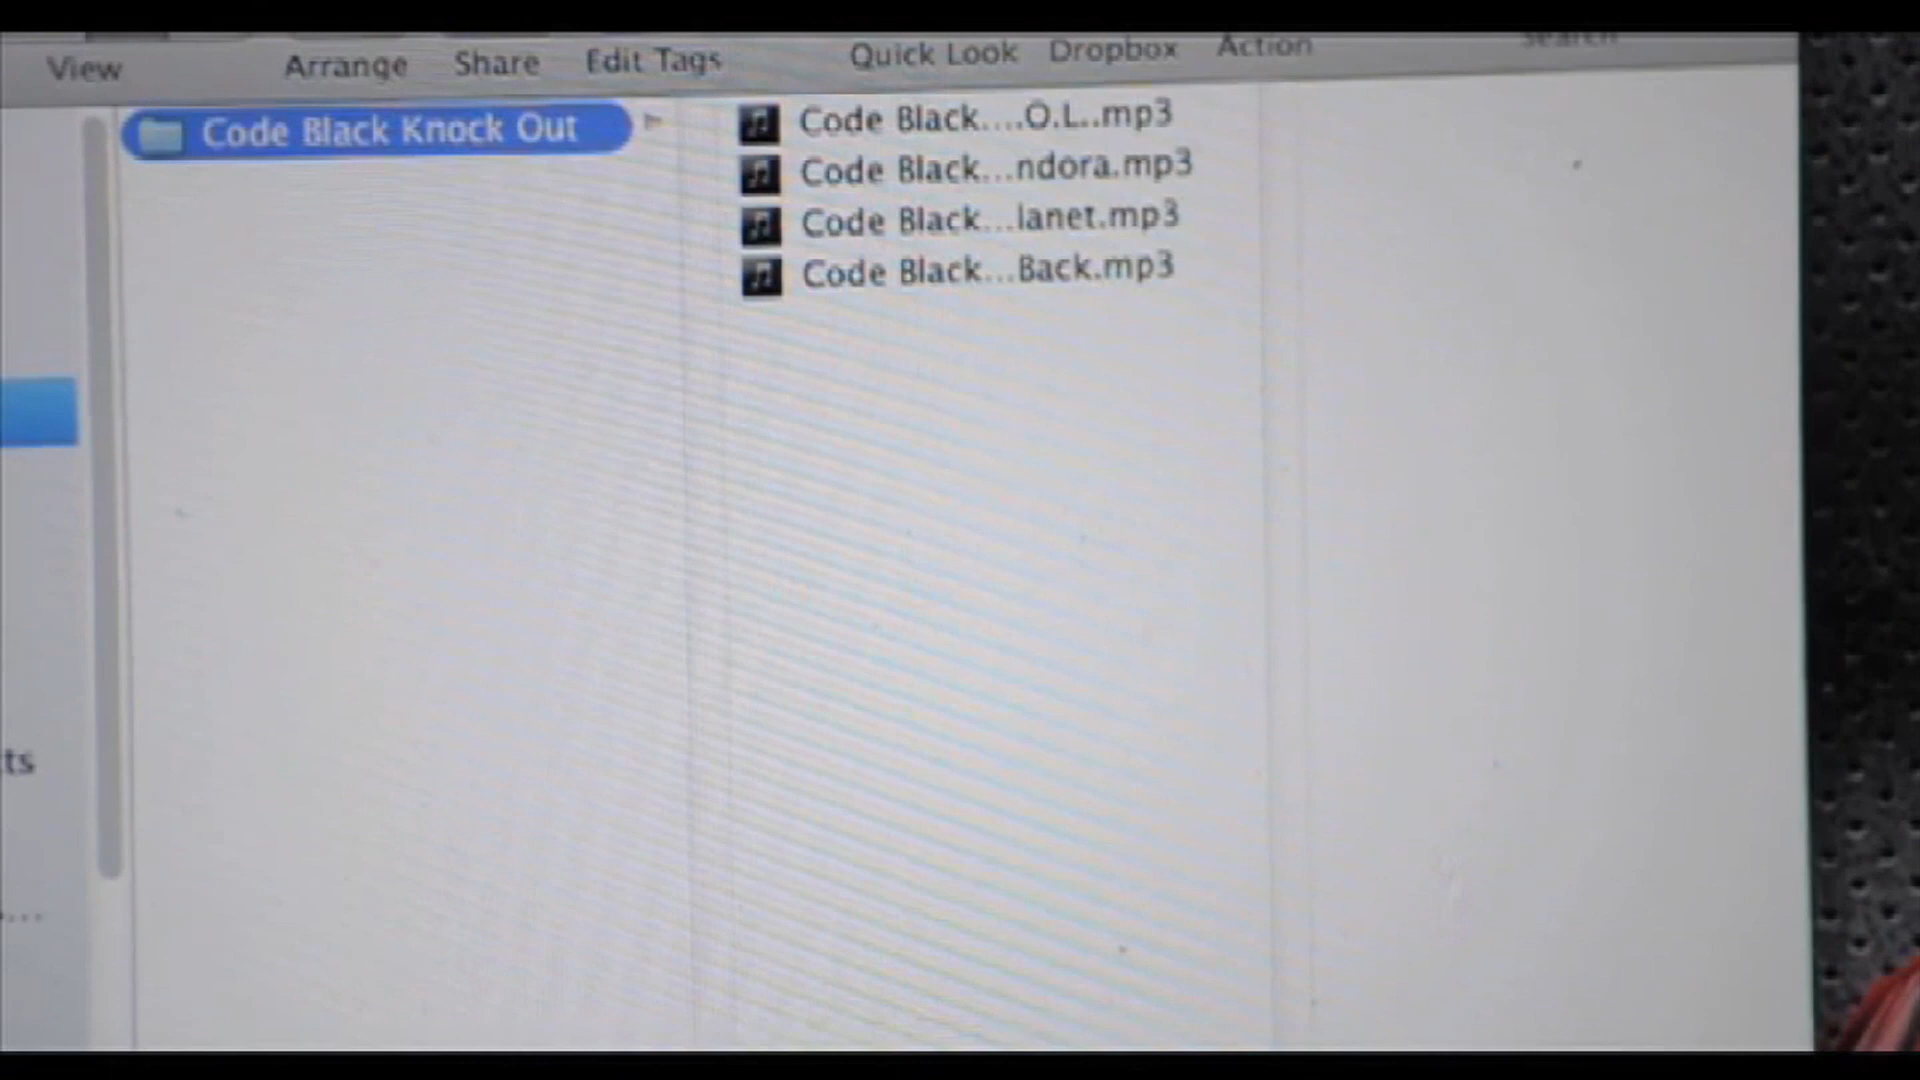 View Arrange Share Edit Tags Quick Look Dropbox Action Search
Code Black Knock Out
Code Black....O.L..mp3
Code Black...ndora.mp3
Code Black...lanet.mp3
Code Black...Back.mp3
ts
...